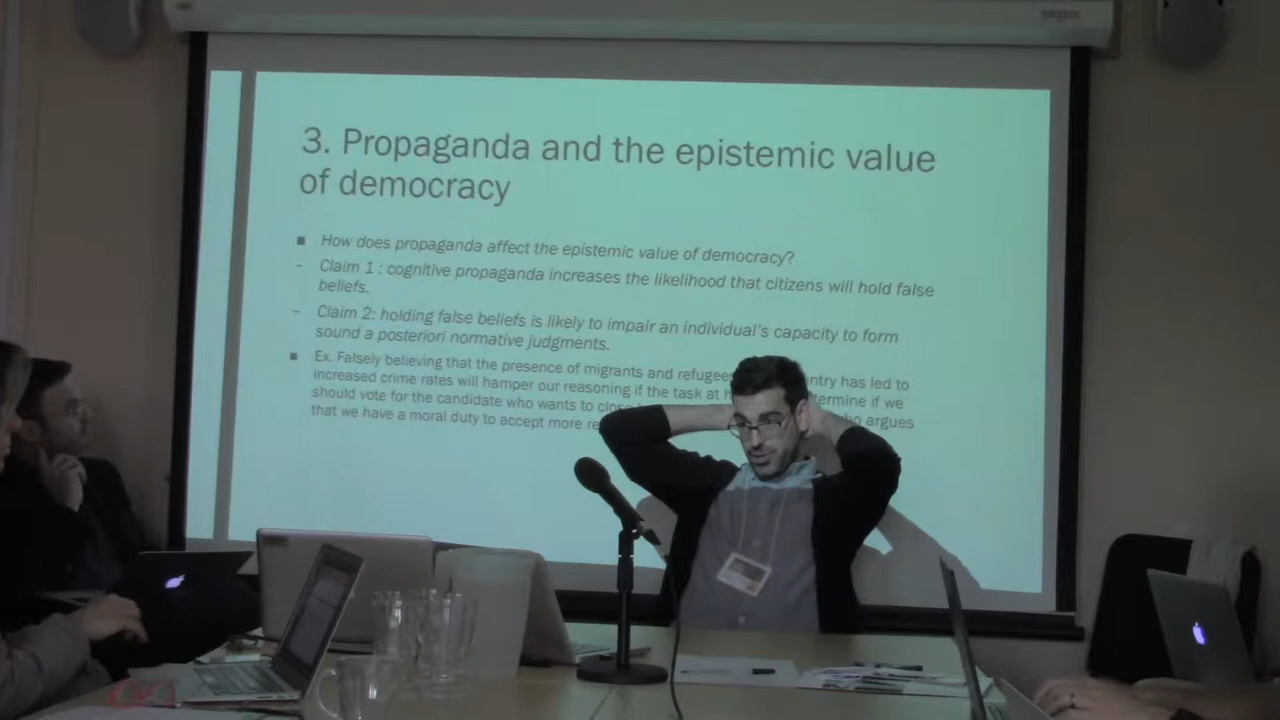 3. Propaganda and the epistemic value
of democracy
■ How does propaganda affect the epistemic value of democracy?
– Claim 1 : cognitive propaganda increases the likelihood that citizens will hold false
beliefs.
– Claim 2: holding false beliefs is likely to impair an individual's capacity to form
sound a posteriori normative judgments.
■ Ex. Falsely believing that the presence of migrants and refugees ntry has led to
increased crime rates will hamper our reasoning if the task at termine if we
should vote for the candidate who wants to argues
that we have a moral duty to accept more